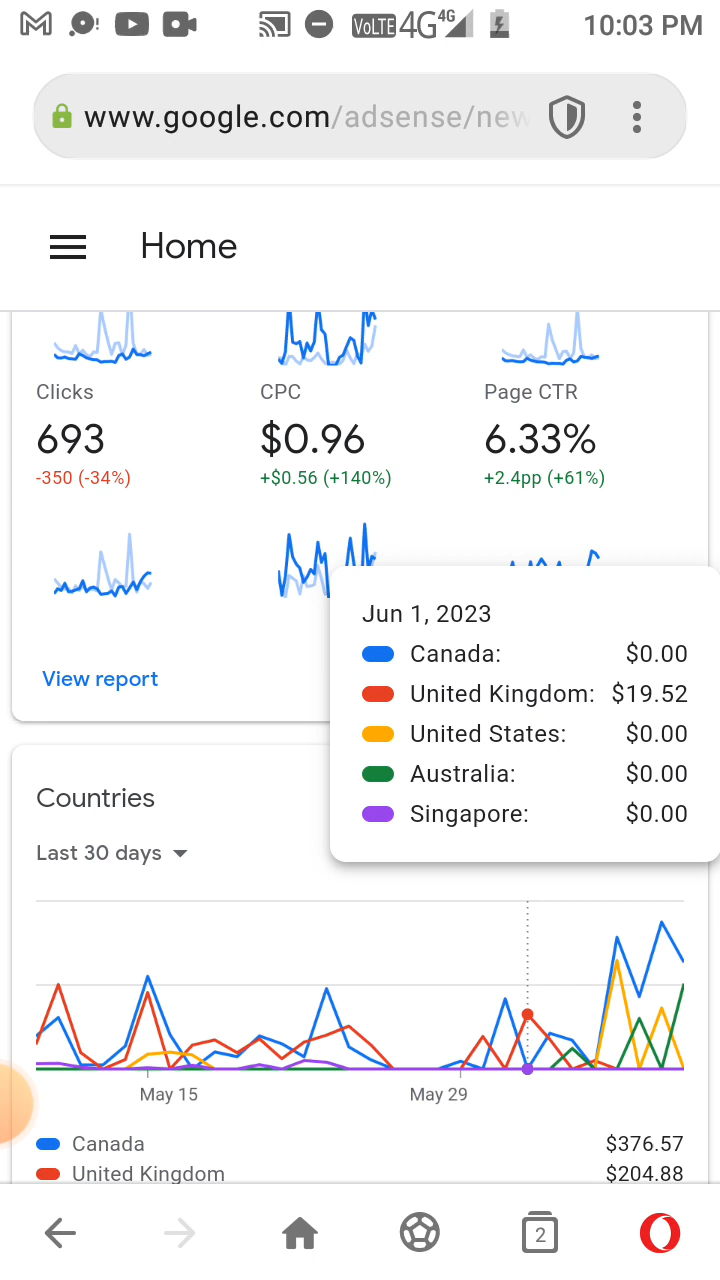 VoLTE 4G 4G 10:03 PM
www.google.com/adsense/new
Home
Clicks CPC Page CTR
693 $0.96 6.33%
-350 (-34%) +$0.56 (+140%) +2.4pp (+61%)
Jun 1, 2023
Canada: $0.00
United Kingdom: $19.52
United States: $0.00
Australia: $0.00
Singapore: $0.00
View report
Countries
Last 30 days
May 15 May 29
Canada $376.57
United Kingdom $204.88
2